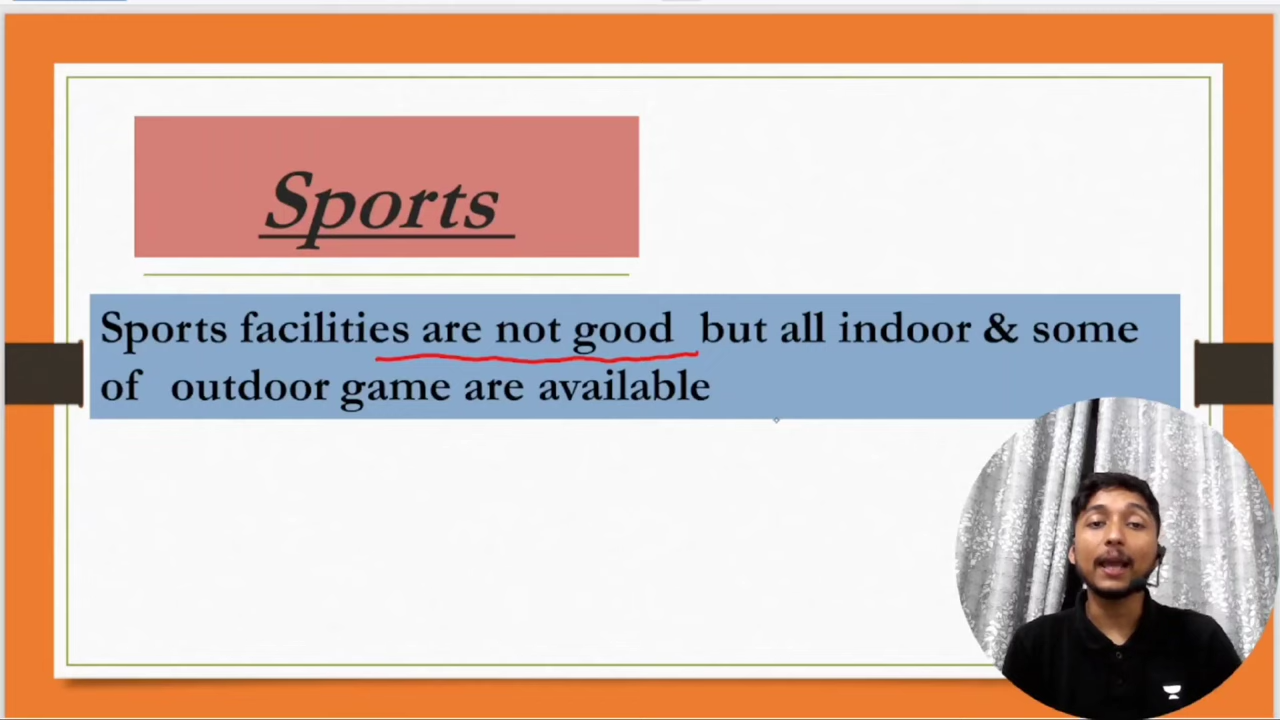 Sports
Sports facilities are not good but all indoor & some
of outdoor game are available